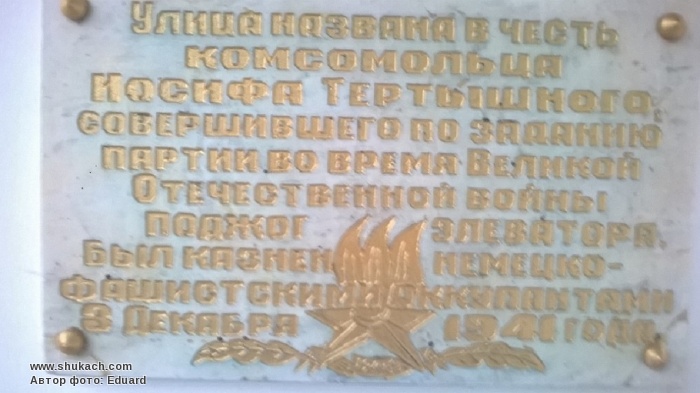 Улица названа в честь
комсомольца
Иосифа Тертышного,
совершившего по заданию
партии во время Великой
Отечественной войны
поджог элеватора.
Был казнен немецко-
фашистскими оккупантами
3 Декабря 1941 года.
www.shukach.com
Автор фото: Eduard